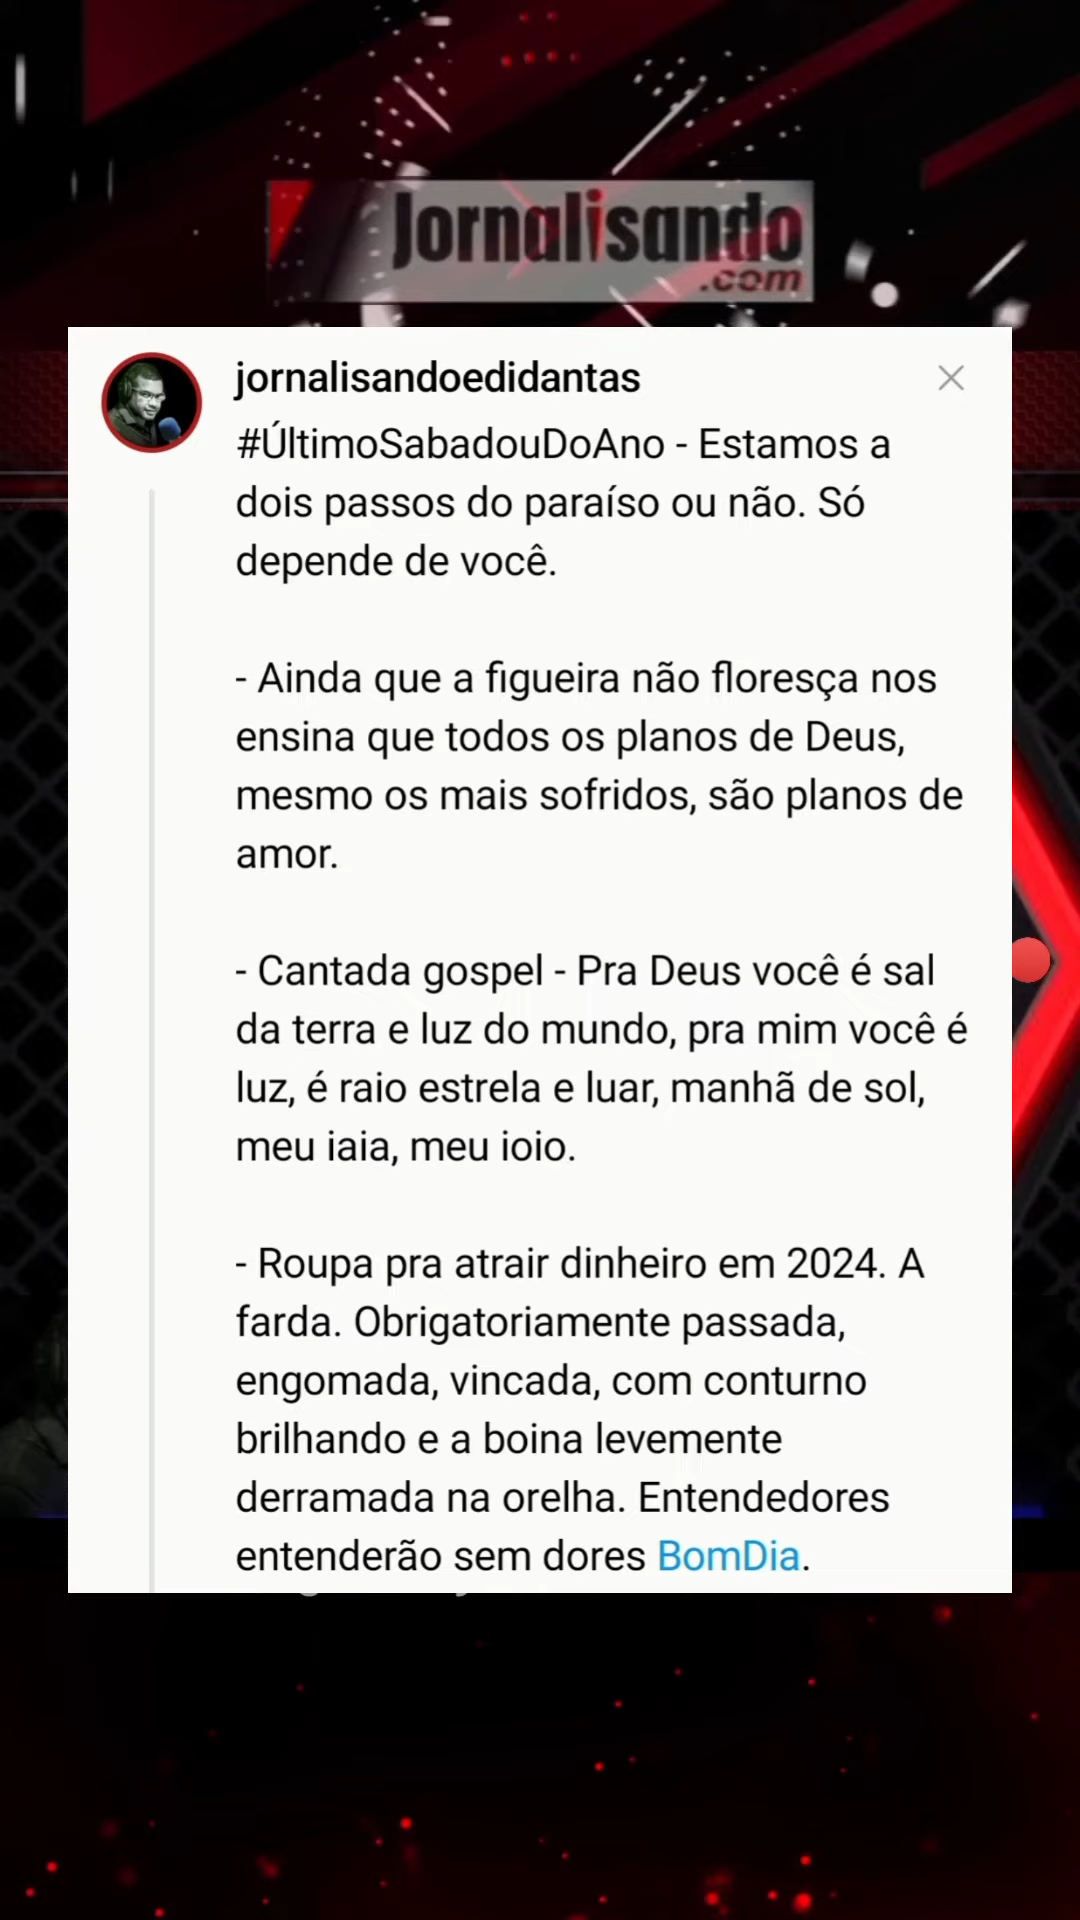 Jornalisando
.com
jornalisandoedidantas
#ÚltimoSabadouDoAno - Estamos a
dois passos do paraíso ou não. Só
depende de você.
- Ainda que a figueira não floresça nos
ensina que todos os planos de Deus,
mesmo os mais sofridos, são planos de
amor.
- Cantada gospel - Pra Deus você é sal
da terra e luz do mundo, pra mim você é
luz, é raio estrela e luar, manhã de sol,
meu iaia, meu ioio.
- Roupa pra atrair dinheiro em 2024. A
farda. Obrigatoriamente passada,
engomada, vincada, com conturno
brilhando e a boina levemente
derramada na orelha. Entendedores
entenderão sem dores BomDia.